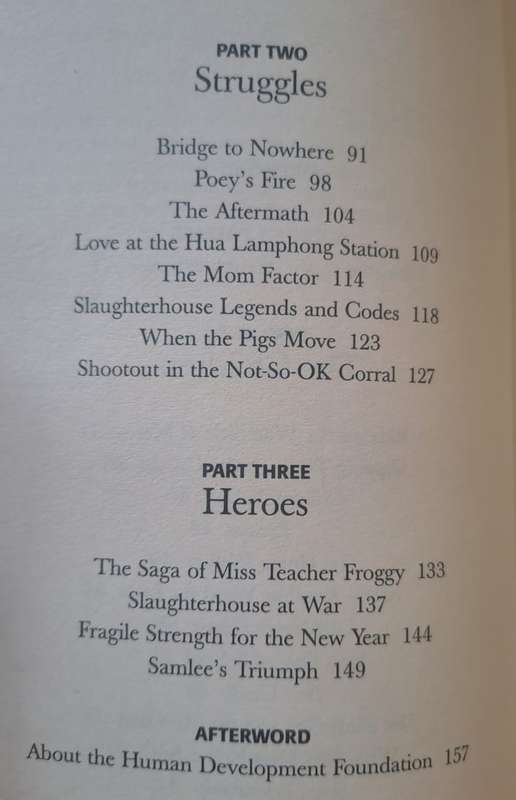 PART TWO
Struggles
Bridge to Nowhere 91
Poey's Fire 98
The Aftermath 104
Love at the Hua Lamphong Station 109
The Mom Factor 114
Slaughterhouse Legends and Codes 118
When the Pigs Move 123
Shootout in the Not-So-OK Corral 127
PART THREE
Heroes
The Saga of Miss Teacher Froggy 133
Slaughterhouse at War 137
Fragile Strength for the New Year 144
Samlee's Triumph 149
AFTERWORD
About the Human Development Foundation 157